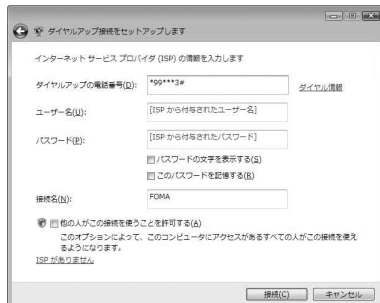 ダイヤルアップ接続をセットアップします
インターネット サービス プロバイダ (ISP) の情報を入力します
ダイヤルアップの電話番号(D): *99***3# ダイヤル情報
ユーザー名(U): [ISP から付与されたユーザー名]
パスワード(P): [ISP から付与されたパスワード]
パスワードの文字を表示する(S)
このパスワードを記憶する(R)
接続名(N): FOMA
他の人がこの接続を使うことを許可する(A)
このオプションによって、このコンピュータにアクセスがあるすべての人がこの接続を使え
るようになります。
ISP がありません
接続(C) キャンセル